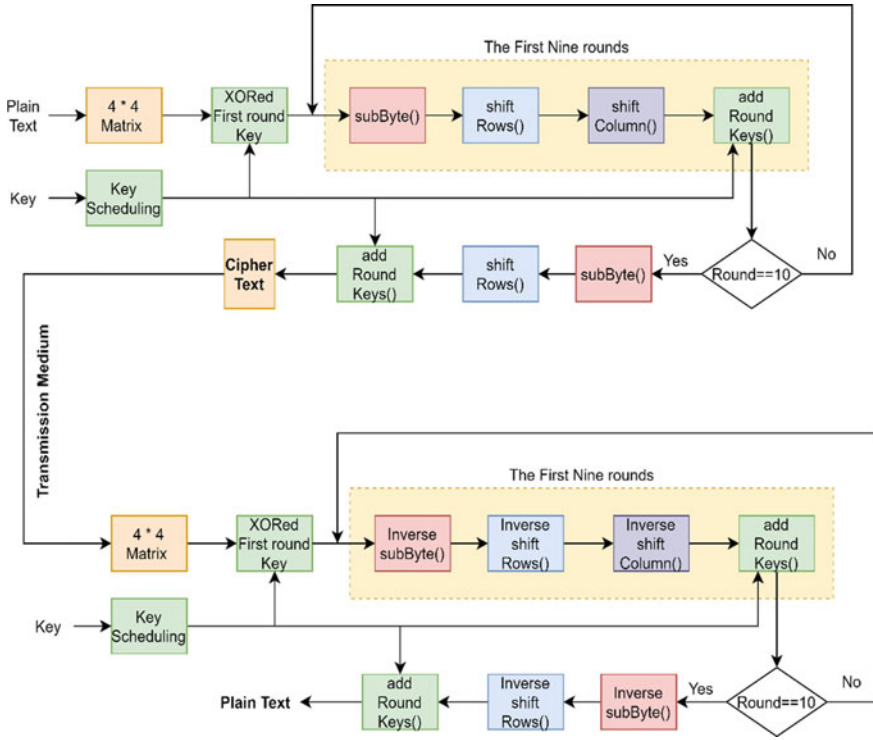 The First Nine rounds
Plain
Text
4 * 4
Matrix
XORed
First round
Key
subByte()
shift
Rows()
shift
Column()
add
Round
Keys()
Key
Key
Scheduling
Cipher
Text
add
Round
Keys()
shift
Rows()
subByte()
Yes
Round==10
No
Transmission Medium
The First Nine rounds
4 * 4
Matrix
XORed
First round
Key
Inverse
subByte()
Inverse
shift
Rows()
Inverse
shift
Column()
add
Round
Keys()
Key
Key
Scheduling
Plain Text
add
Round
Keys()
Inverse
shift
Rows()
Inverse
subByte()
Yes
Round==10
No